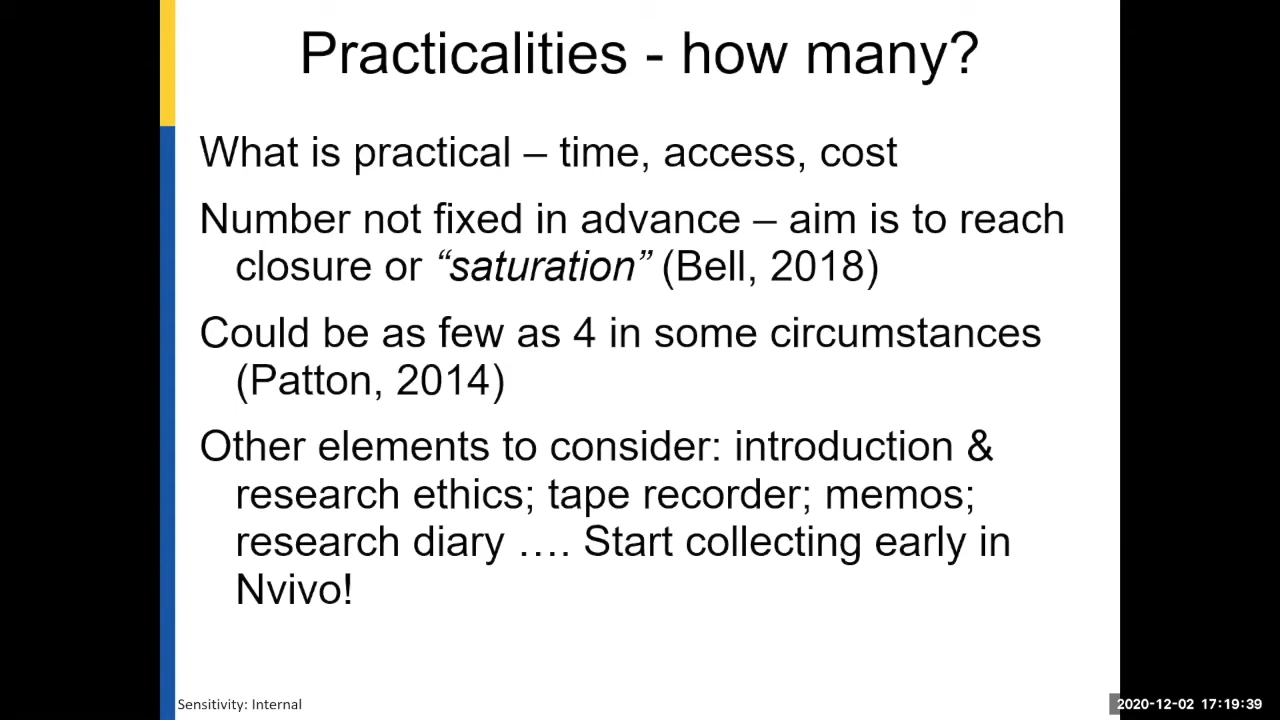 Practicalities - how many?
What is practical – time, access, cost
Number not fixed in advance – aim is to reach
closure or “saturation” (Bell, 2018)
Could be as few as 4 in some circumstances
(Patton, 2014)
Other elements to consider: introduction &
research ethics; tape recorder; memos;
research diary …. Start collecting early in
Nvivo!
Sensitivity: Internal
2020-12-02 17:19:39